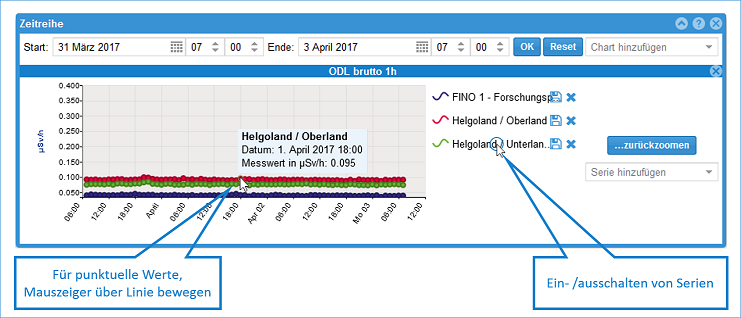 Zeitreihe
Start: 31 März 2017 07 00 Ende: 3 April 2017 07 00 OK Reset Chart hinzufügen
ODL brutto 1h
0.400
0.350
0.300
0.250
0.200
0.150
0.100
0.050
µSv/h
06:00 12:00 18:00 April 06:00 12:00 18:00 Apr 02 06:00 12:00 18:00 Mo 03 06:00 12:00
Helgoland / Oberland
Datum: 1. April 2017 18:00
Messwert in µSv/h: 0.095
FINO 1 - Forschungsp...
Helgoland / Oberland
Helgoland / Unterlan...
...zurückzoomen
Serie hinzufügen
Für punktuelle Werte,
Mauszeiger über Linie bewegen
Ein- /ausschalten von Serien